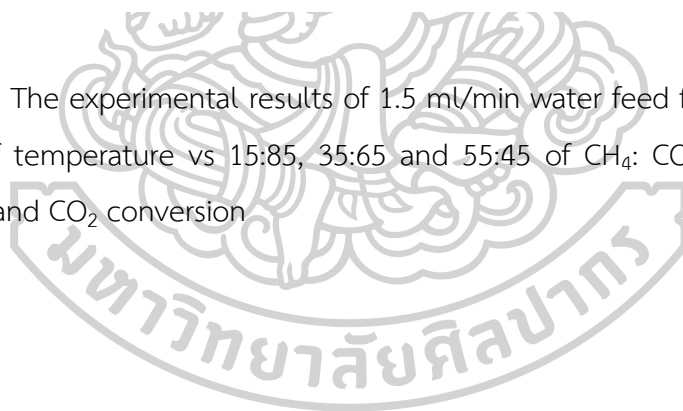 The experimental results of 1.5 ml/min water feed
temperature vs 15:85, 35:65 and 55:45 of CH₄: CO
and CO₂ conversion
มหาวิทยาลัยศิลปากร